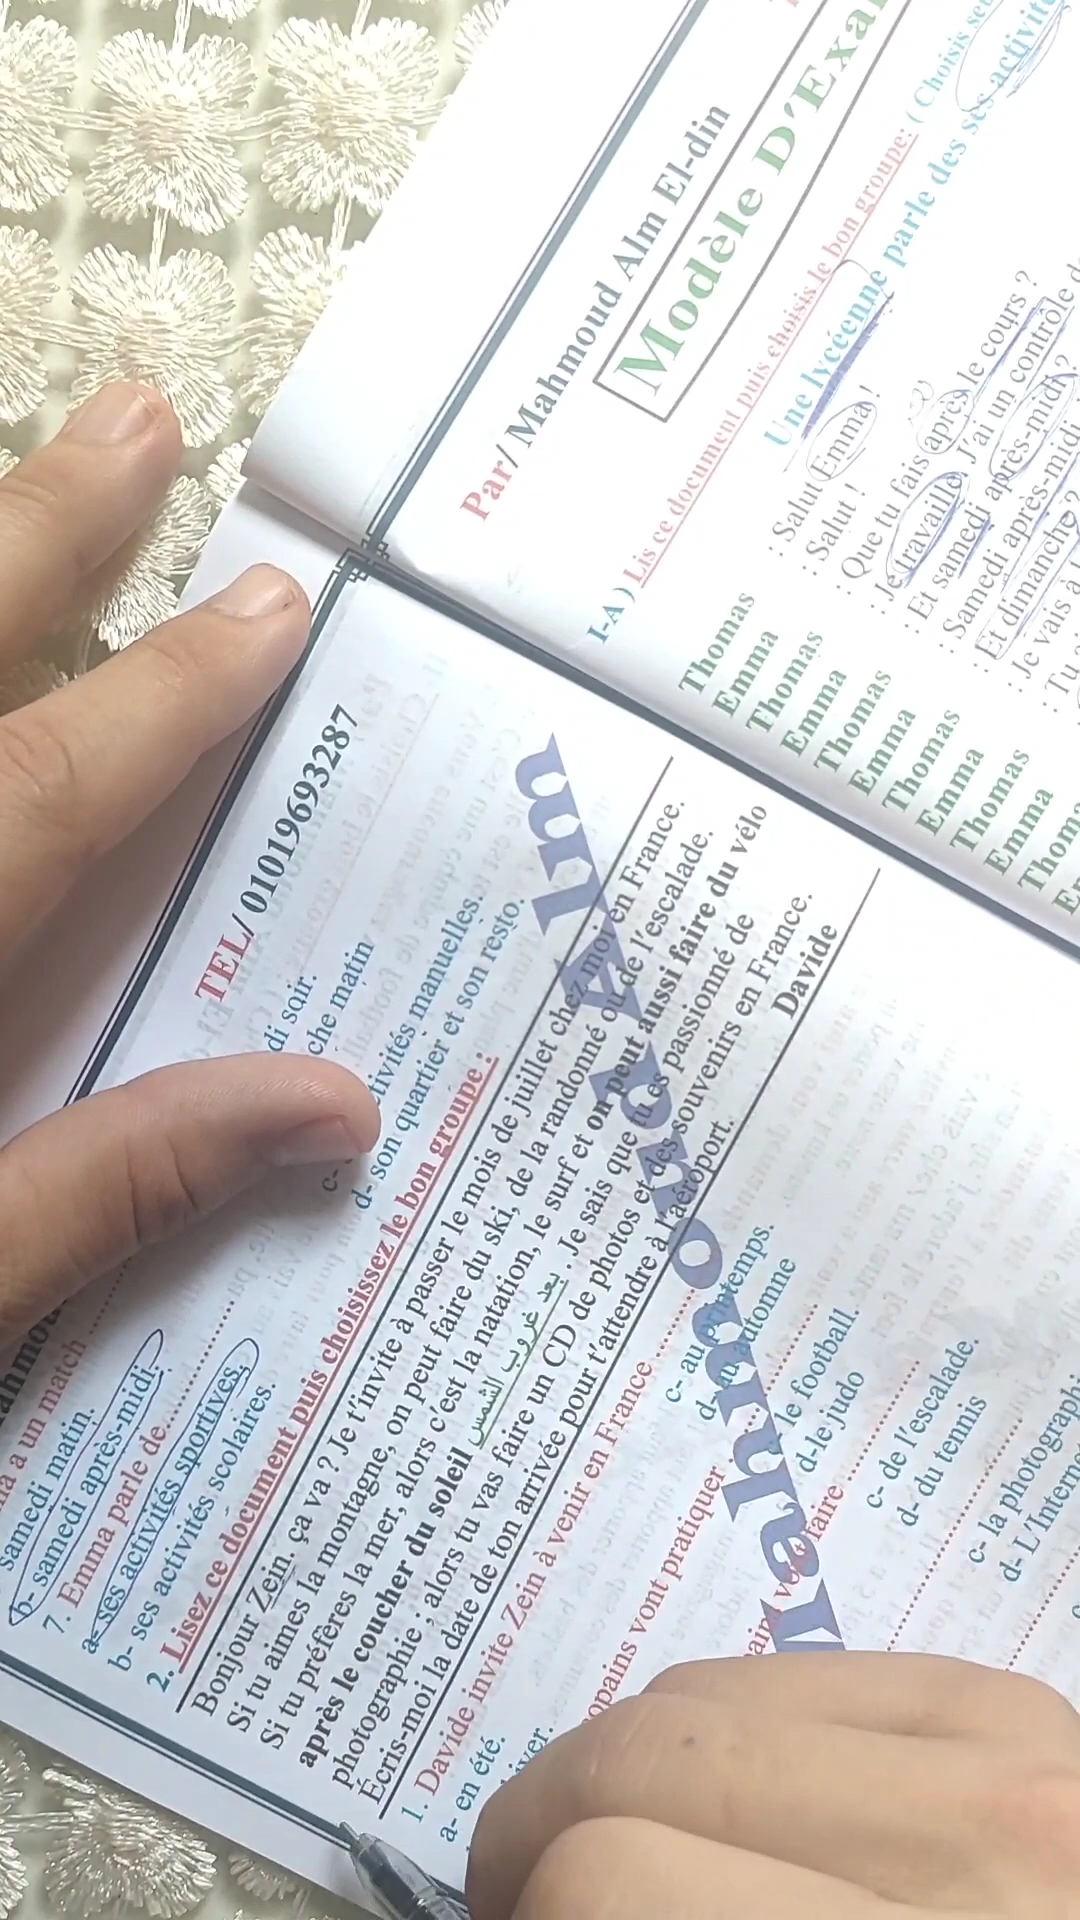 TEL/ 01019693287
a a un match
samedi matin.
di soir.
b- samedi après-midi.
che matin
7. Emma parle de
a- ses activités sportives.
c-
tivités manuelles.
b- ses activités scolaires.
d- son quartier et son resto.
2. Lisez ce document puis choisissez le bon groupe :
Bonjour Zein, ça va ? Je t'invite à passer le mois de juillet chez moi en France.
Si tu aimes la montagne, on peut faire du ski, de la randonné ou de l'escalade.
Si tu préfères la mer, alors c'est la natation, le surf et on peut aussi faire du vélo
après le coucher du soleil بعد غروب الشمس . Je sais que tu es passionné de
photographie ; alors tu vas faire un CD de photos et des souvenirs en France.
Écris-moi la date de ton arrivée pour t'attendre à l'aéroport.
Davide
1. Davide invite Zein à venir en France
a- en été.
c- au printemps.
iver.
automne
opains vont pratiquer
le football.
d- le judo
faire
c- de l'escalade.
d- du tennis
c- la photographi
d- L'Interne
Par/ Mahmoud Alm El-din
Modèle D'Exa
I-A ) Lis ce document puis choisis le bon groupe: ( Choisis
Une lycéenne parle des ses activité
Thomas : Salut Emma !
Emma : Salut !
Thomas : Que tu fais après le cours ?
Emma : Je travaille, J'ai un contrôle d
Thomas : Et samedi après-midi ?
Emma : Samedi après-midi
Thomas : Et dimanche ?
Emma : Je vais à
Thomas : Tu
Emma
Thoma